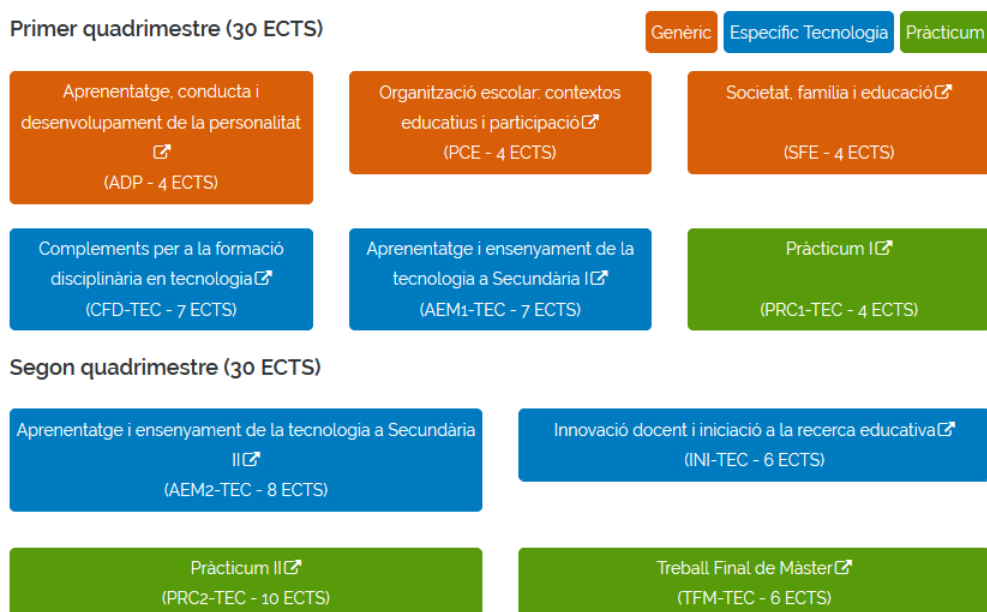 Primer quadrimestre (30 ECTS)
Genèric
Específic Tecnologia
Pràcticum
Aprenentatge, conducta i
desenvolupament de la personalitat
(ADP - 4 ECTS)
Organització escolar: contextos
educatius i participació
(PCE - 4 ECTS)
Societat, família i educació
(SFE - 4 ECTS)
Complements per a la formació
disciplinària en tecnologia
(CFD-TEC - 7 ECTS)
Aprenentatge i ensenyament de la
tecnologia a Secundària I
(AEM1-TEC - 7 ECTS)
Pràcticum I
(PRC1-TEC - 4 ECTS)
Segon quadrimestre (30 ECTS)
Aprenentatge i ensenyament de la tecnologia a Secundària
II
(AEM2-TEC - 8 ECTS)
Innovació docent i iniciació a la recerca educativa
(INI-TEC - 6 ECTS)
Pràcticum II
(PRC2-TEC - 10 ECTS)
Treball Final de Màster
(TFM-TEC - 6 ECTS)